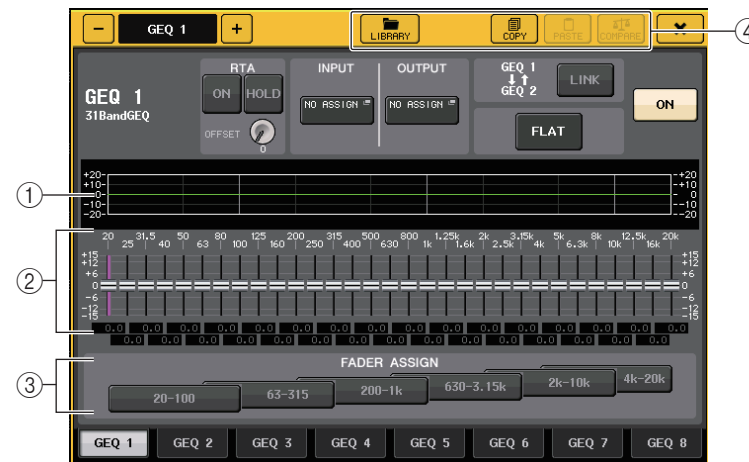 − GEQ 1 + LIBRARY COPY PASTE COMPARE × ④
GEQ 1
31BandGEQ
RTA
ON HOLD
OFFSET
0
INPUT OUTPUT
NO ASSIGN NO ASSIGN
GEQ 1
↓↑
GEQ 2
LINK
FLAT
ON
①
+20 +20
+10 +10
0 0
-10 -10
-20 -20
②
20 31.5 50 80 125 200 315 500 800 1.25k 2k 3.15k 5k 8k 12.5k 20k
25 40 63 100 160 250 400 630 1k 1.6k 2.5k 4k 6.3k 10k 16k
+15 +15
+12 +12
+6 +6
0 0
-6 -6
-12 -12
-15 -15
0.0 0.0 0.0 0.0 0.0 0.0 0.0 0.0 0.0 0.0 0.0 0.0 0.0 0.0 0.0 0.0
0.0 0.0 0.0 0.0 0.0 0.0 0.0 0.0 0.0 0.0 0.0 0.0 0.0 0.0 0.0
③
FADER ASSIGN
20-100 63-315 200-1k 630-3.15k 2k-10k 4k-20k
GEQ 1 GEQ 2 GEQ 3 GEQ 4 GEQ 5 GEQ 6 GEQ 7 GEQ 8